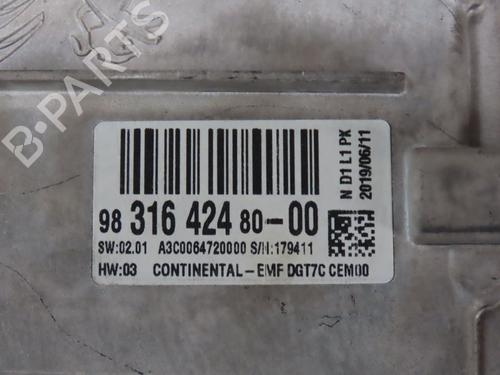 B-PARTS
98 316 424 80-00
SW:02.01 A3C0064720000 S/N:179411
HW:03 CONTINENTAL-EMF DGT7C CEM00
N D1 L1 PK
2019/06/11